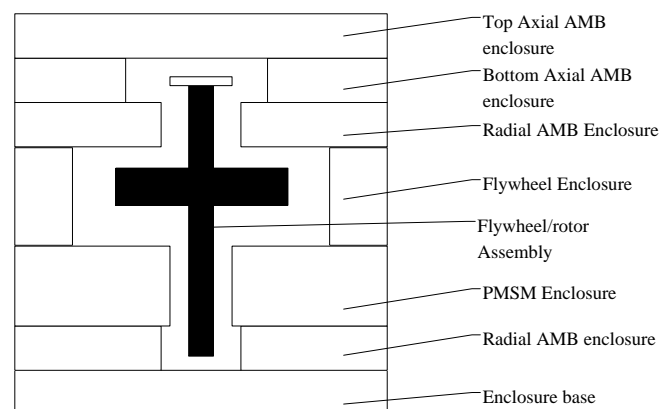 Top Axial AMB
enclosure
Bottom Axial AMB
enclosure
Radial AMB Enclosure
Flywheel Enclosure
Flywheel/rotor
Assembly
PMSM Enclosure
Radial AMB enclosure
Enclosure base